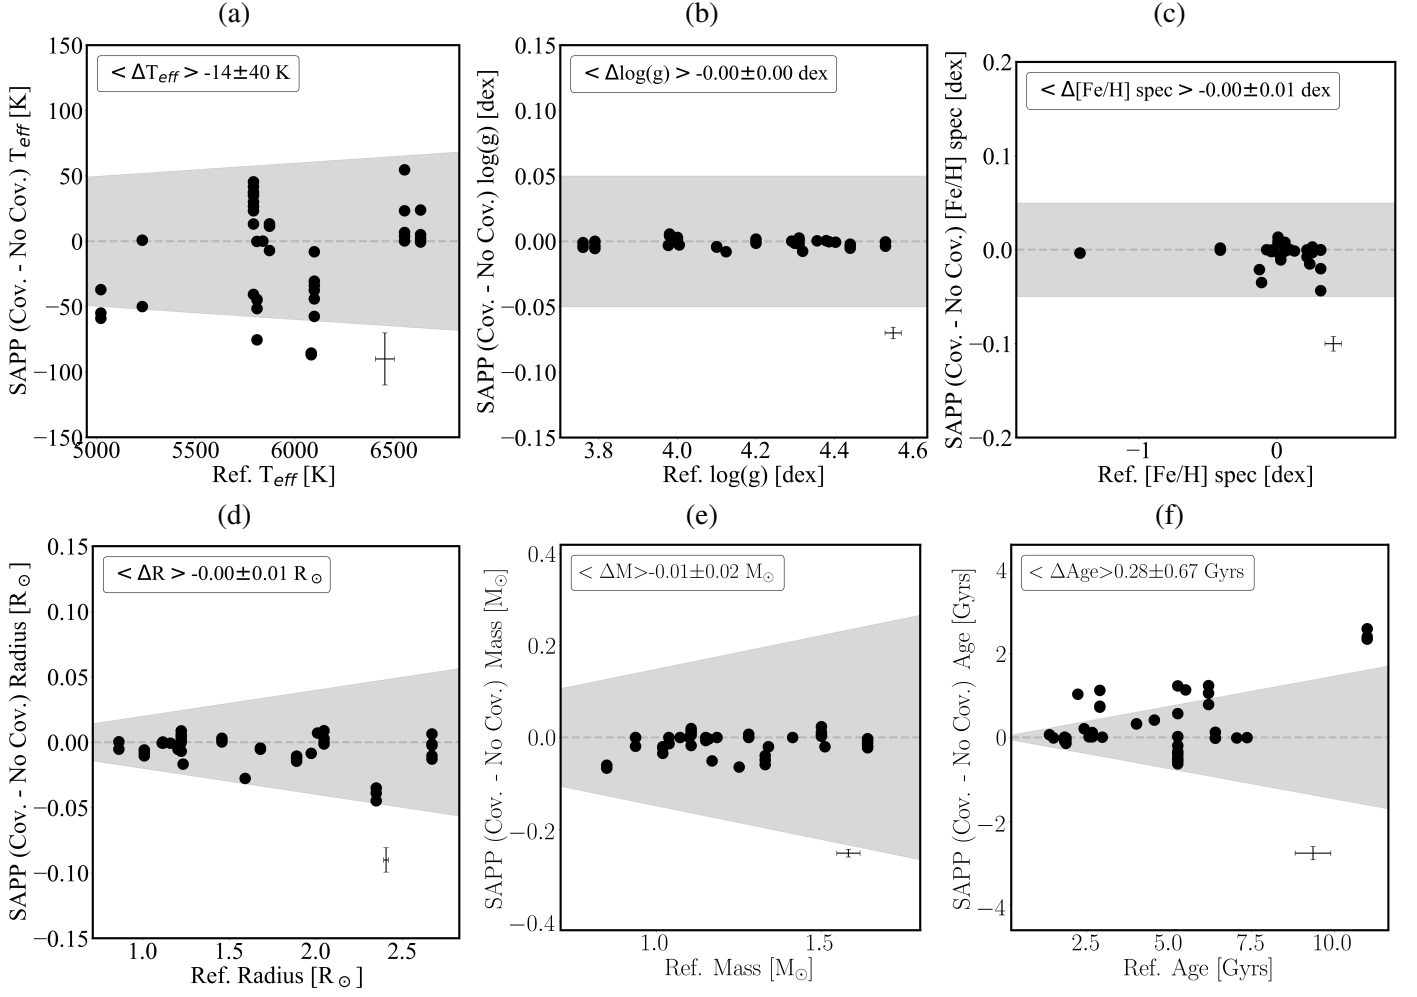 (a)
(b)
(c)
150
100
50
0
−50
−100
−150
SAPP (Cov. - No Cov.) Teff [K]
< ΔTeff > -14±40 K
5000 5500 6000 6500
Ref. Teff [K]
0.15
0.10
0.05
0.00
−0.05
−0.10
−0.15
SAPP (Cov. - No Cov.) log(g) [dex]
< Δlog(g) > -0.00±0.00 dex
3.8 4.0 4.2 4.4 4.6
Ref. log(g) [dex]
0.2
0.1
0.0
−0.1
−0.2
SAPP (Cov. - No Cov.) [Fe/H] spec [dex]
< Δ[Fe/H] spec > -0.00±0.01 dex
−1 0
Ref. [Fe/H] spec [dex]
(d)
(e)
(f)
0.15
0.10
0.05
0.00
−0.05
−0.10
−0.15
SAPP (Cov. - No Cov.) Radius [R⊙]
< ΔR > -0.00±0.01 R⊙
1.0 1.5 2.0 2.5
Ref. Radius [R⊙]
0.4
0.2
0.0
−0.2
−0.4
SAPP (Cov. - No Cov.) Mass [M⊙]
< ΔM>-0.01±0.02 M⊙
1.0 1.5
Ref. Mass [M⊙]
4
2
0
−2
−4
SAPP (Cov. - No Cov.) Age [Gyrs]
< ΔAge>0.28±0.67 Gyrs
2.5 5.0 7.5 10.0
Ref. Age [Gyrs]